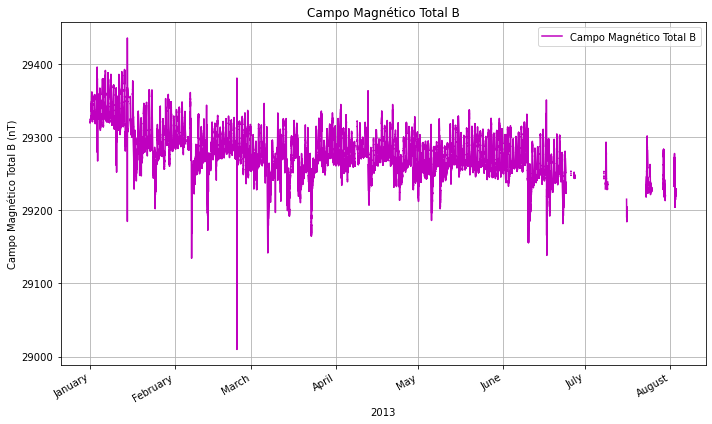 Campo Magnético Total B
Campo Magnético Total B
Campo Magnético Total B (nT)
29400
29300
29200
29100
29000
January
February
March
April
May
June
July
August
2013